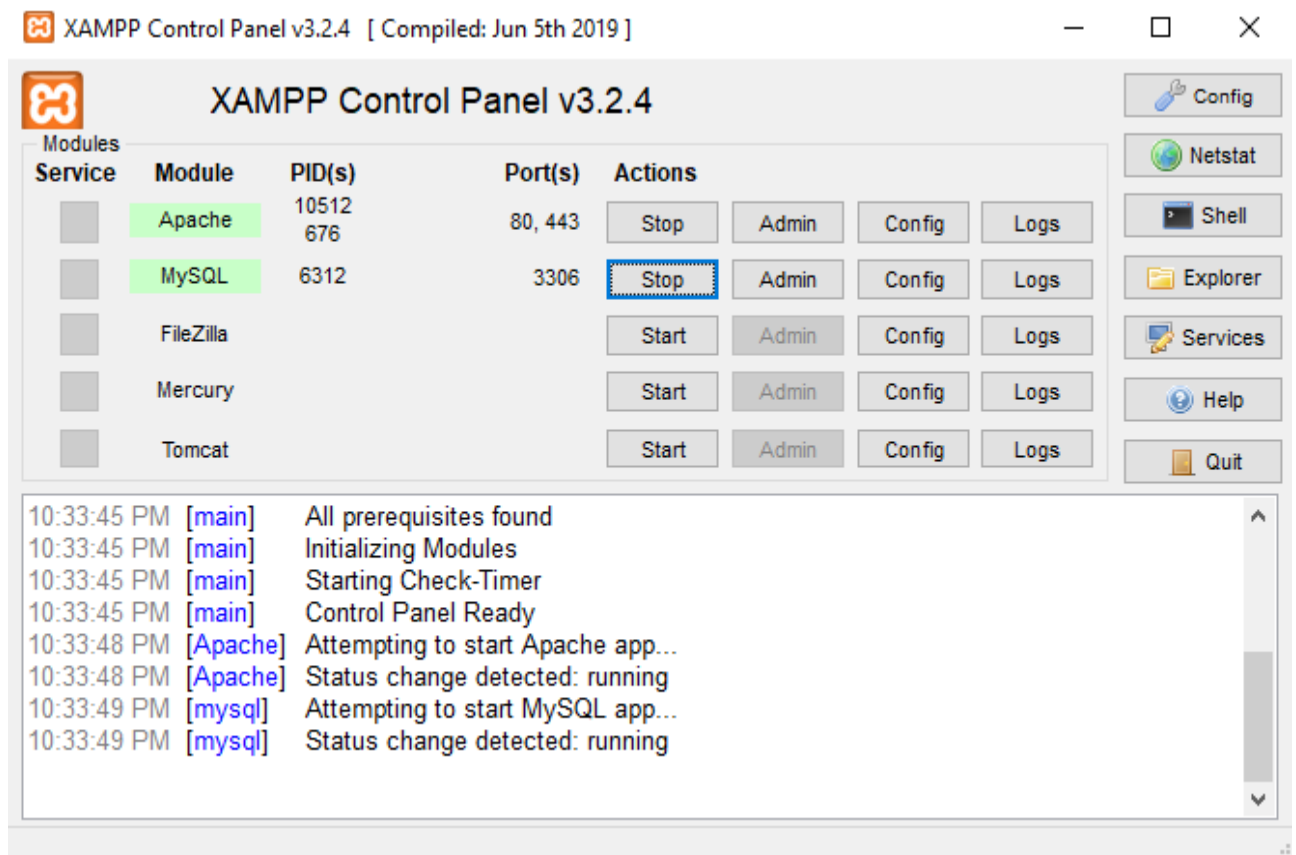 XAMPP Control Panel v3.2.4 [ Compiled: Jun 5th 2019 ]
XAMPP Control Panel v3.2.4
Config
Modules
Netstat
Service Module PID(s) Port(s) Actions
Apache 10512 676 80, 443 Stop Admin Config Logs
Shell
MySQL 6312 3306 Stop Admin Config Logs
Explorer
FileZilla Start Admin Config Logs
Services
Mercury Start Admin Config Logs
Help
Tomcat Start Admin Config Logs
Quit
10:33:45 PM [main] All prerequisites found
10:33:45 PM [main] Initializing Modules
10:33:45 PM [main] Starting Check-Timer
10:33:45 PM [main] Control Panel Ready
10:33:48 PM [Apache] Attempting to start Apache app...
10:33:48 PM [Apache] Status change detected: running
10:33:49 PM [mysql] Attempting to start MySQL app...
10:33:49 PM [mysql] Status change detected: running